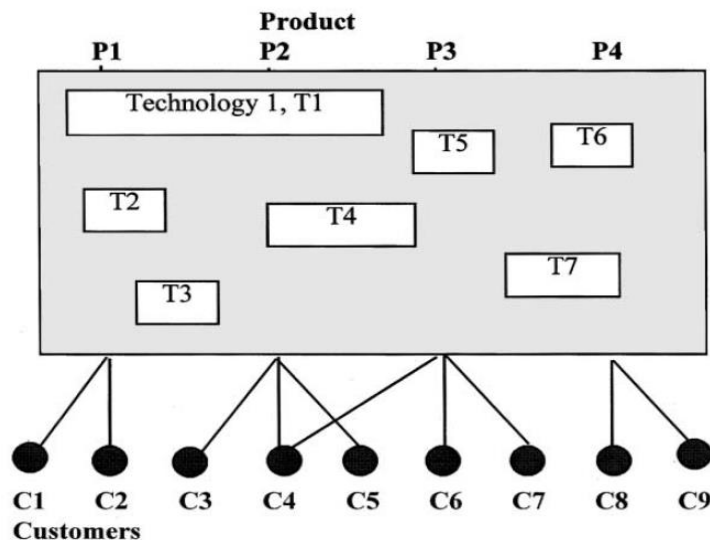 Product
P1 P2 P3 P4
Technology 1, T1
T5 T6
T2
T4
T7
T3
C1 C2 C3 C4 C5 C6 C7 C8 C9
Customers